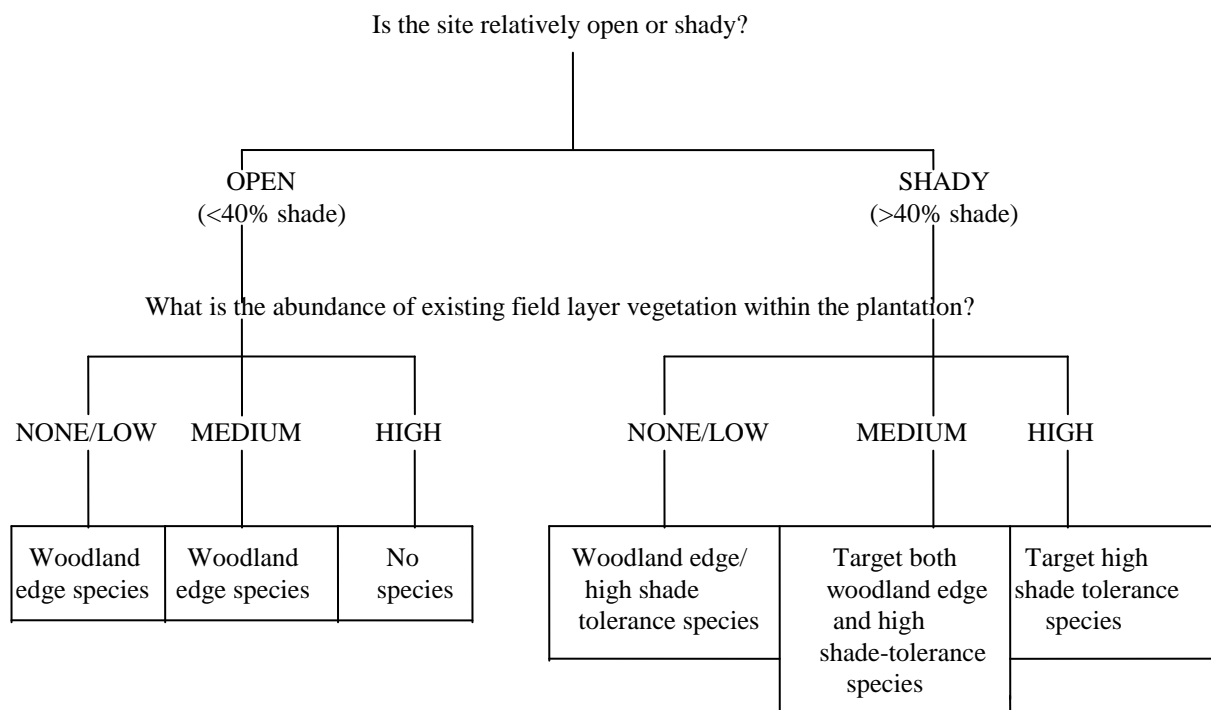 Is the site relatively open or shady?
OPEN
(<40% shade)
SHADY
(>40% shade)
What is the abundance of existing field layer vegetation within the plantation?
NONE/LOW
MEDIUM
HIGH
NONE/LOW
MEDIUM
HIGH
Woodland
edge species
Woodland
edge species
No
species
Woodland edge/
high shade
tolerance species
Target both
woodland edge
and high
shade-tolerance
species
Target high
shade tolerance
species